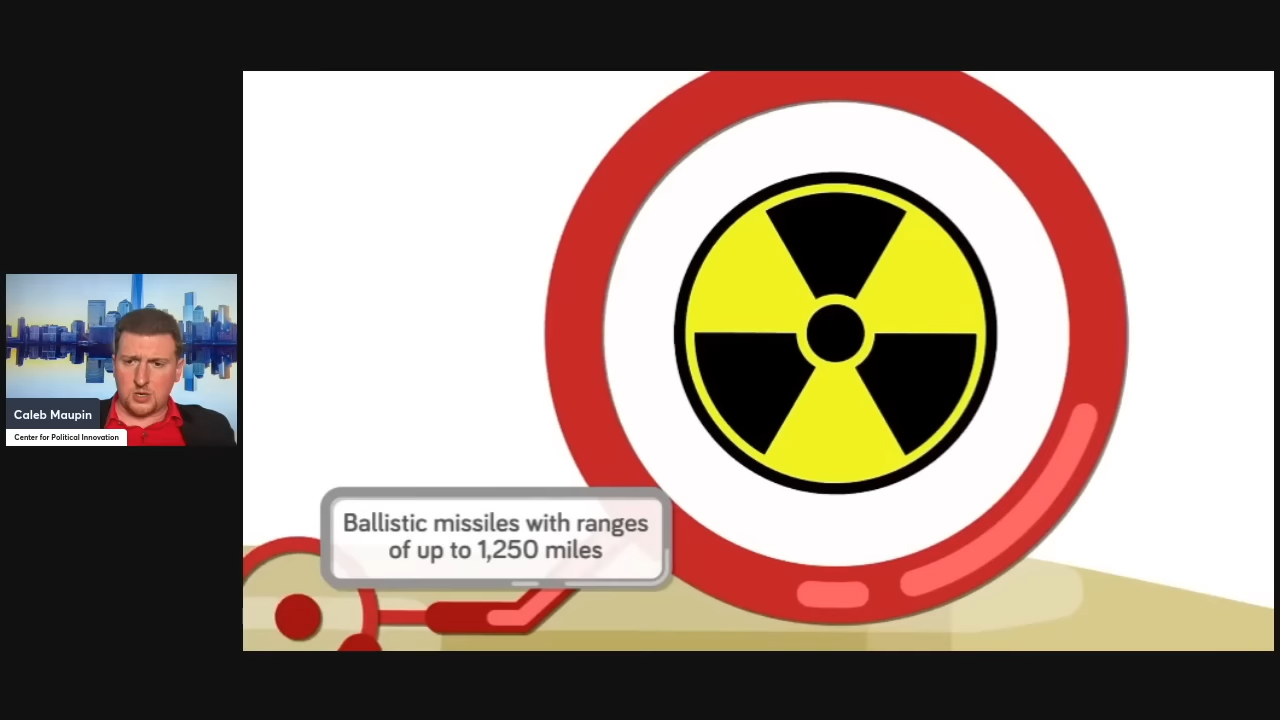 Caleb Maupin
Center for Political Innovation
Ballistic missiles with ranges
of up to 1,250 miles